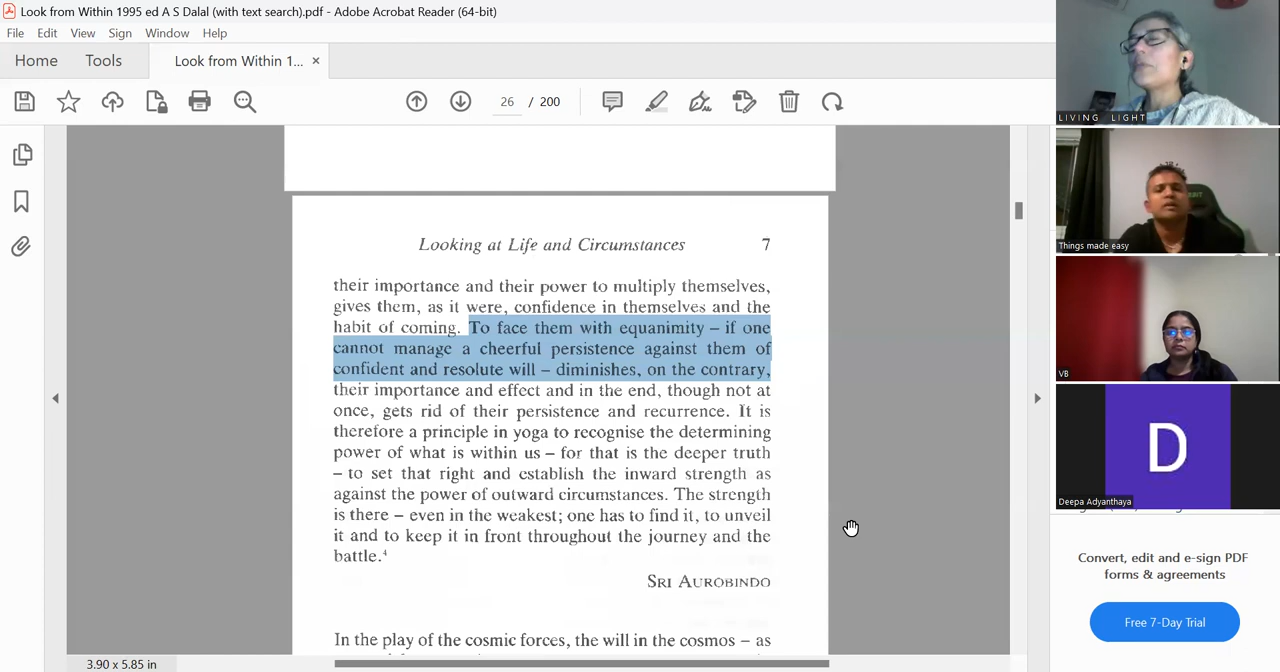 Look from Within 1995 ed A S Dalal (with text search).pdf - Adobe Acrobat Reader (64-bit)
File Edit View Sign Window Help
Home Tools Look from Within 1... ×
26 / 200
Looking at Life and Circumstances 7
their importance and their power to multiply themselves,
gives them, as it were, confidence in themselves and the
habit of coming. To face them with equanimity – if one
cannot manage a cheerful persistence against them of
confident and resolute will – diminishes, on the contrary,
their importance and effect and in the end, though not at
once, gets rid of their persistence and recurrence. It is
therefore a principle in yoga to recognise the determining
power of what is within us – for that is the deeper truth
– to set that right and establish the inward strength as
against the power of outward circumstances. The strength
is there – even in the weakest; one has to find it, to unveil
it and to keep it in front throughout the journey and the
battle.⁴
SRI AUROBINDO
In the play of the cosmic forces, the will in the cosmos – as
3.90 x 5.85 in
LIVING LIGHT
Things made easy
VB
D
Deepa Adyanthaya
Convert, edit and e-sign PDF
forms & agreements
Free 7-Day Trial